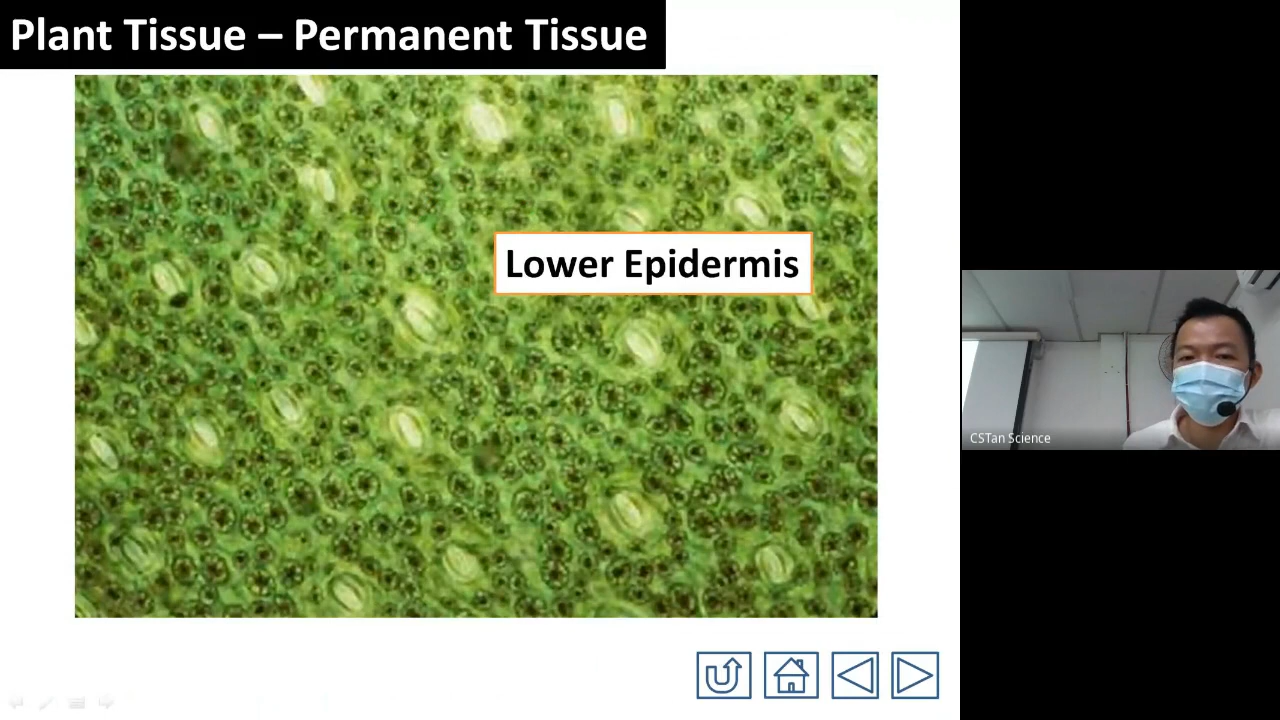 Plant Tissue – Permanent Tissue
Lower Epidermis
CSTan Science